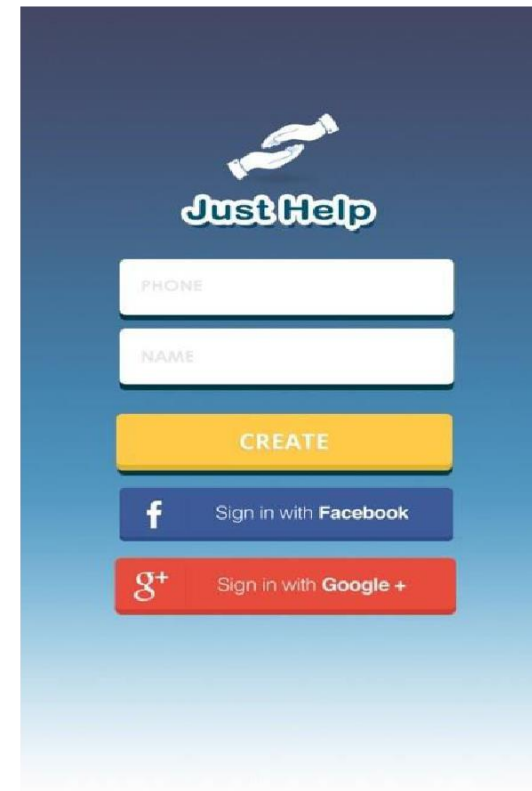 Just Help
PHONE
NAME
CREATE
f Sign in with Facebook
g+ Sign in with Google +